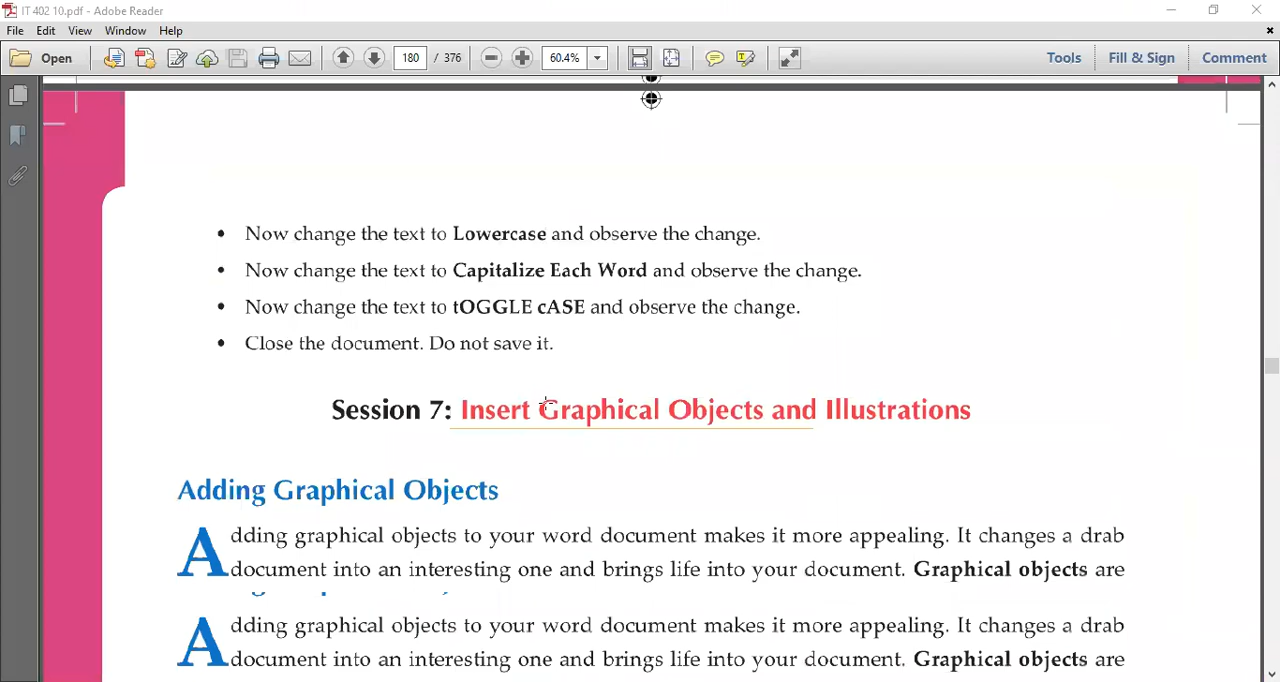 IT 402 10.pdf - Adobe Reader
File Edit View Window Help
Open 180 / 376 60.4% Tools Fill & Sign Comment
• Now change the text to Lowercase and observe the change.
• Now change the text to Capitalize Each Word and observe the change.
• Now change the text to tOGGLE cASE and observe the change.
• Close the document. Do not save it.
Session 7: Insert Graphical Objects and Illustrations
Adding Graphical Objects
Adding graphical objects to your word document makes it more appealing. It changes a drab
document into an interesting one and brings life into your document. Graphical objects are
Adding graphical objects to your word document makes it more appealing. It changes a drab
document into an interesting one and brings life into your document. Graphical objects are